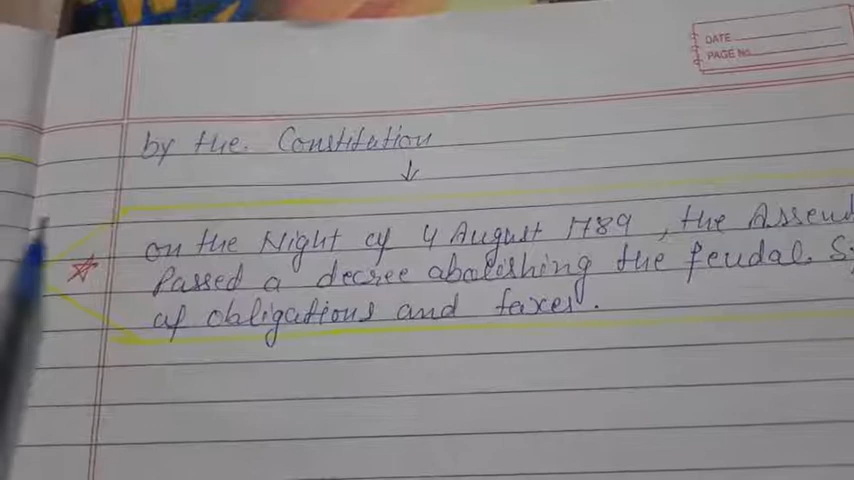 DATE
PAGE No.
by the. Constitution
↓
on the Night of 4 August 1789, the Assem
Passed a decree abolishing the feudal. Sy
of obligations and taxes.